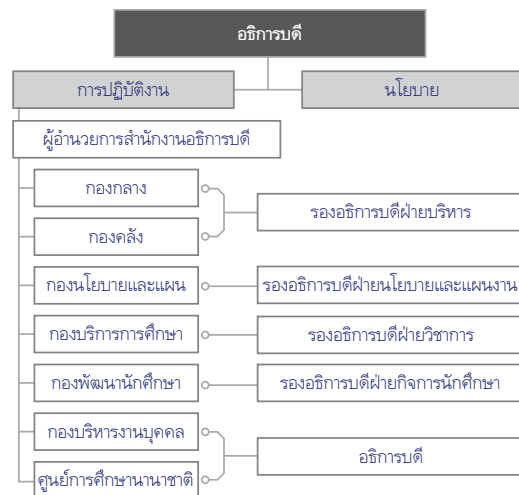 อธิการบดี
การปฏิบัติงาน
นโยบาย
ผู้อำนวยการสำนักงานอธิการบดี
กองกลาง
รองอธิการบดีฝ่ายบริหาร
กองคลัง
กองนโยบายและแผน
รองอธิการบดีฝ่ายนโยบายและแผนงาน
กองบริการการศึกษา
รองอธิการบดีฝ่ายวิชาการ
กองพัฒนานักศึกษา
รองอธิการบดีฝ่ายกิจการนักศึกษา
กองบริหารงานบุคคล
อธิการบดี
ศูนย์การศึกษานานาชาติ